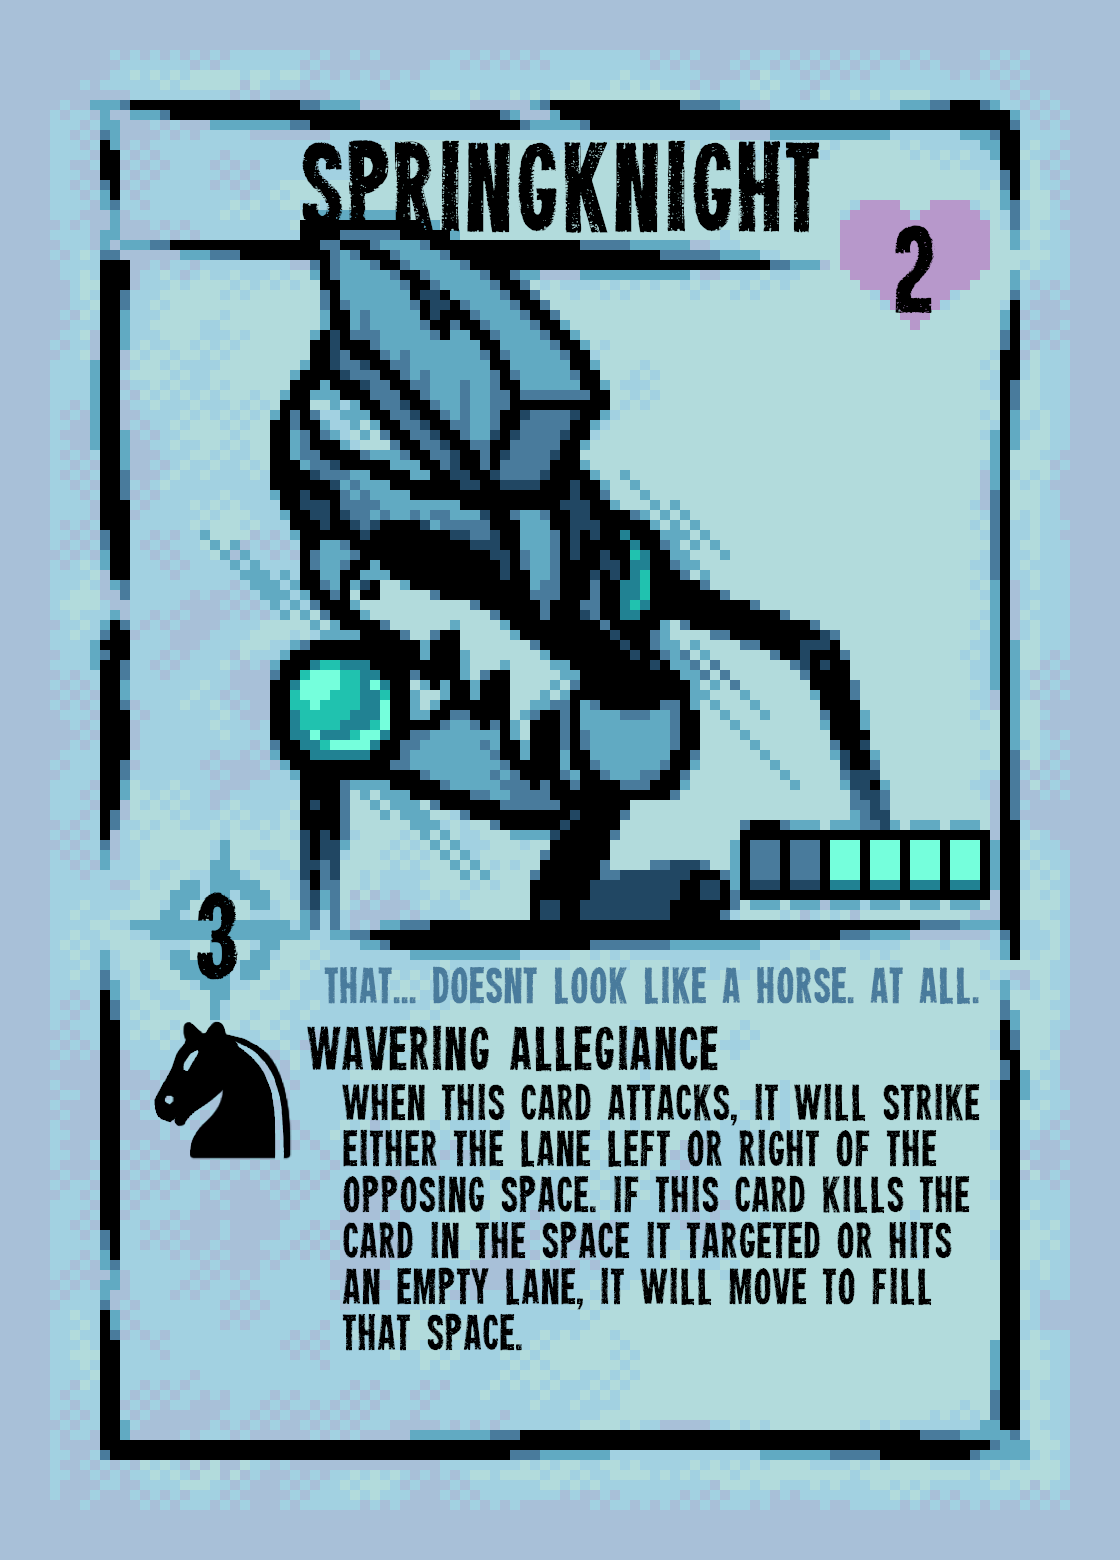 SPRINGKNIGHT
2
3
THAT... DOESNT LOOK LIKE A HORSE. AT ALL.
WAVERING ALLEGIANCE
WHEN THIS CARD ATTACKS, IT WILL STRIKE
EITHER THE LANE LEFT OR RIGHT OF THE
OPPOSING SPACE. IF THIS CARD KILLS THE
CARD IN THE SPACE IT TARGETED OR HITS
AN EMPTY LANE, IT WILL MOVE TO FILL
THAT SPACE.